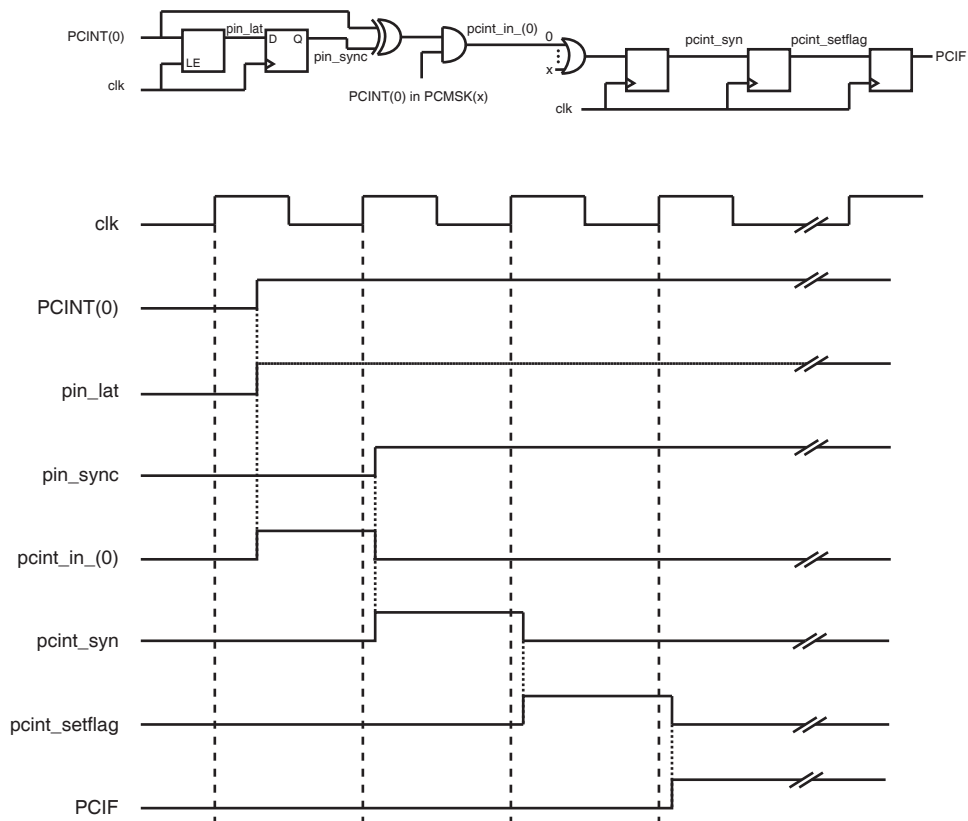 PCINT(0)
pin_lat
LE
D Q
pin_sync
clk
pcint_in_(0)
PCINT(0) in PCMSK(x)
0
x
clk
pcint_syn
pcint_setflag
PCIF
clk
PCINT(0)
pin_lat
pin_sync
pcint_in_(0)
pcint_syn
pcint_setflag
PCIF